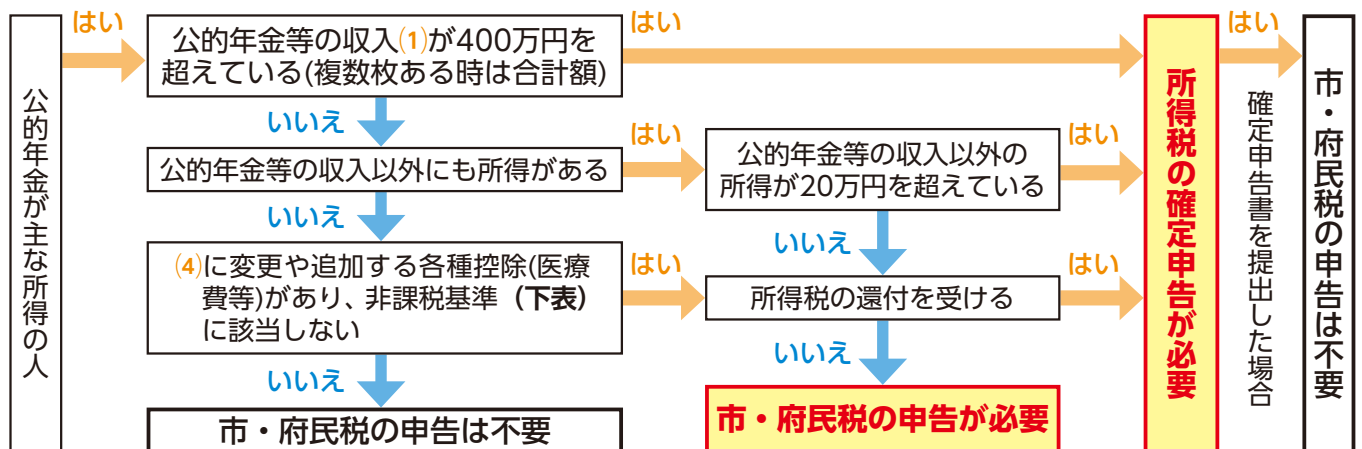 公的年金が主な所得の人
はい
公的年金等の収入(1)が400万円を
超えている(複数枚ある時は合計額)
はい
いいえ
公的年金等の収入以外にも所得がある
はい
公的年金等の収入以外の
所得が20万円を超えている
はい
いいえ
いいえ
(4)に変更や追加する各種控除(医療
費等)があり、非課税基準(下表)
に該当しない
はい
所得税の還付を受ける
はい
いいえ
いいえ
市・府民税の申告は不要
市・府民税の申告が必要
所得税の確定申告が必要
はい
確定申告書を提出した場合
市・府民税の申告は不要